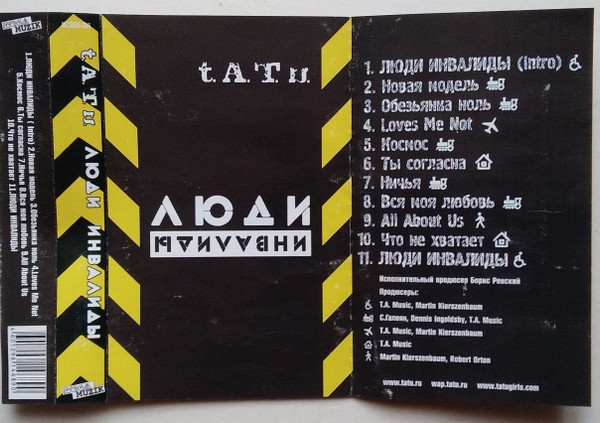 MUZIK
1.ЛЮДИ ИНВАЛИДЫ ( Intro) 2.Новая модель 3.Обезьянка ноль 4.Loves Me Not
5.Космос 6.Ты согласна 7.Ничья 8.Вся моя любовь 9.All About Us
10.Что не хватает 11.ЛЮДИ ИНВАЛИДЫ
t.A.T.u. ЛЮДИ ИНВАЛИДЫ
MUZIK
t.A.T.u.
ЛЮДИ
ИНВАЛИДЫ
1. ЛЮДИ ИНВАЛИДЫ (Intro)
2. Новая модель
3. Обезьянка ноль
4. Loves Me Not
5. Космос
6. Ты согласна
7. Ничья
8. Вся моя любовь
9. All About Us
10. Что не хватает
11. ЛЮДИ ИНВАЛИДЫ
Исполнительный продюсер Борис Ренский
Продюсеры:
T.A. Music, Martin Kierszenbaum
С.Галоян, Dennis Ingoldsby, T.A. Music
T.A. Music, Martin Kierszenbaum
T.A. Music
Martin Kierszenbaum, Robert Orton
www.tatu.ru wap.tatu.ru www.tatugirls.com